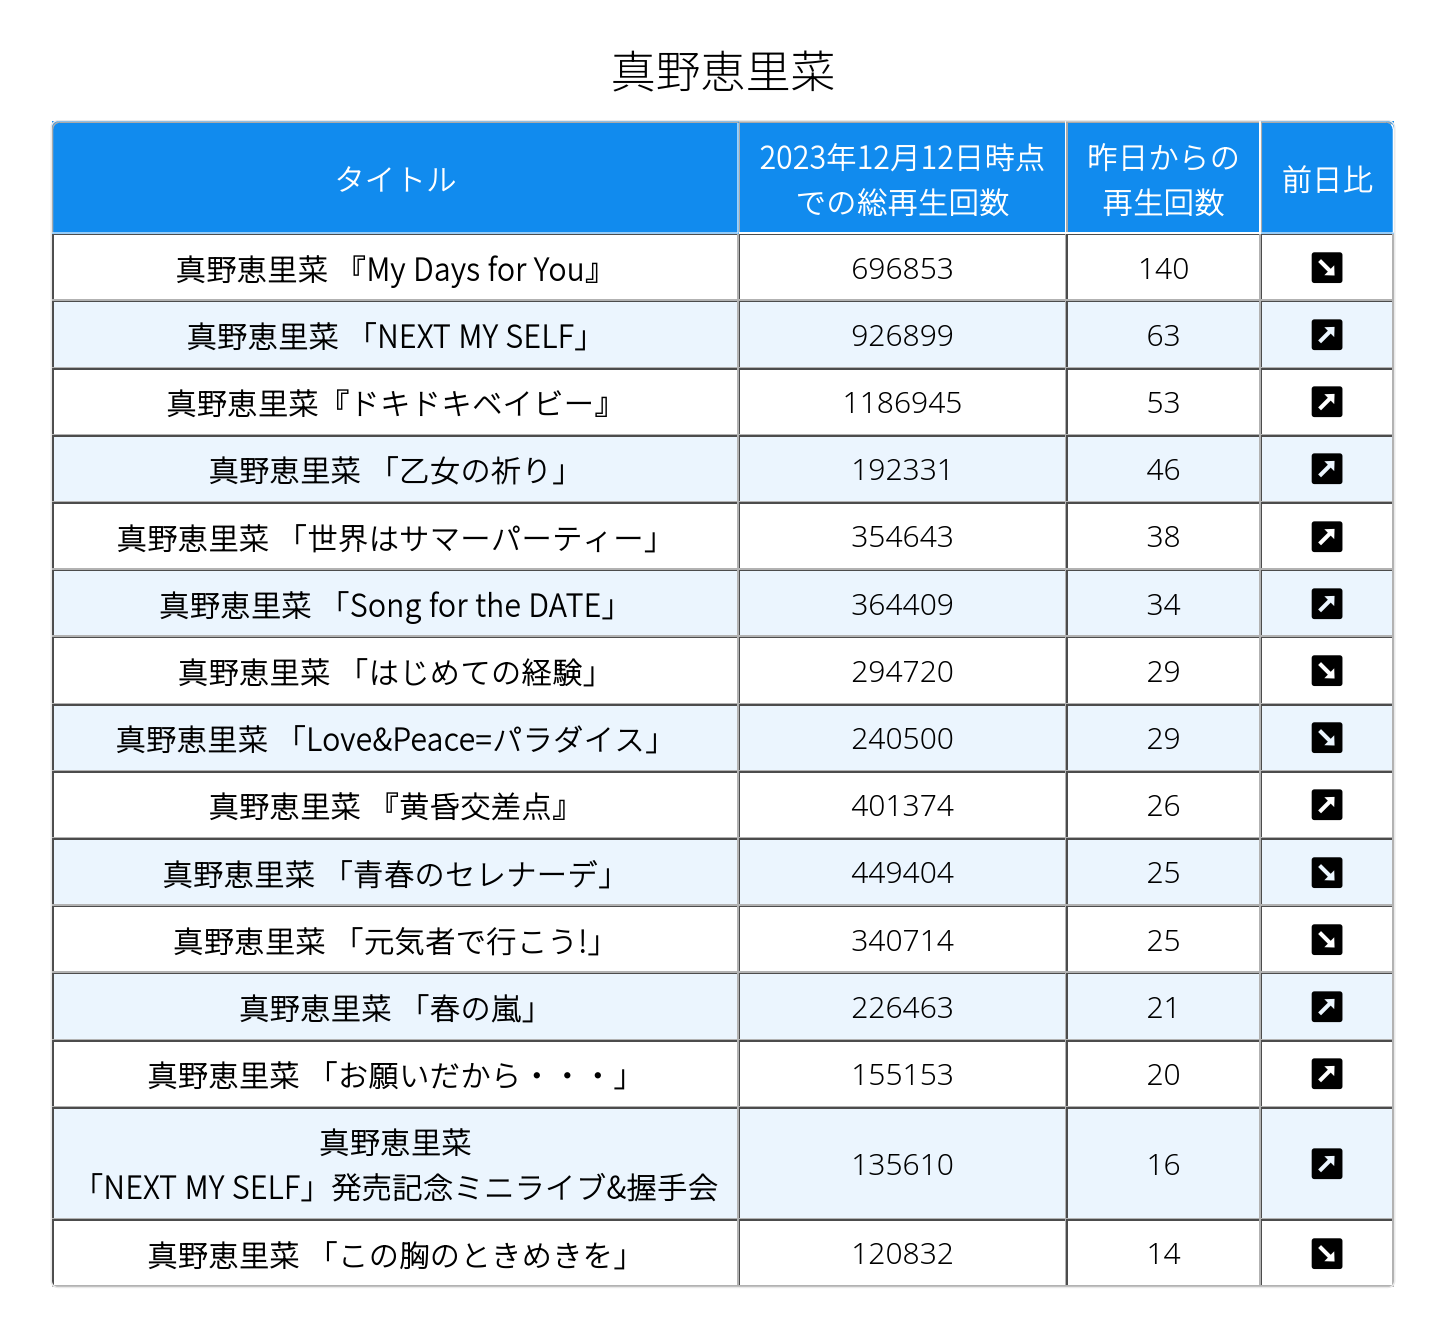 真野恵里菜
タイトル
2023年12月12日時点
での総再生回数
昨日からの
再生回数
前日比
真野恵里菜 『My Days for You』 696853 140 ↘
真野恵里菜 「NEXT MY SELF」 926899 63 ↗
真野恵里菜『ドキドキベイビー』 1186945 53 ↗
真野恵里菜 「乙女の祈り」 192331 46 ↗
真野恵里菜 「世界はサマーパーティー」 354643 38 ↗
真野恵里菜 「Song for the DATE」 364409 34 ↗
真野恵里菜 「はじめての経験」 294720 29 ↘
真野恵里菜 「Love&Peace=パラダイス」 240500 29 ↘
真野恵里菜 『黄昏交差点』 401374 26 ↗
真野恵里菜 「青春のセレナーデ」 449404 25 ↘
真野恵里菜 「元気者で行こう!」 340714 25 ↘
真野恵里菜 「春の嵐」 226463 21 ↗
真野恵里菜 「お願いだから・・・」 155153 20 ↗
真野恵里菜
「NEXT MY SELF」発売記念ミニライブ&握手会 135610 16 ↗
真野恵里菜 「この胸のときめきを」 120832 14 ↘